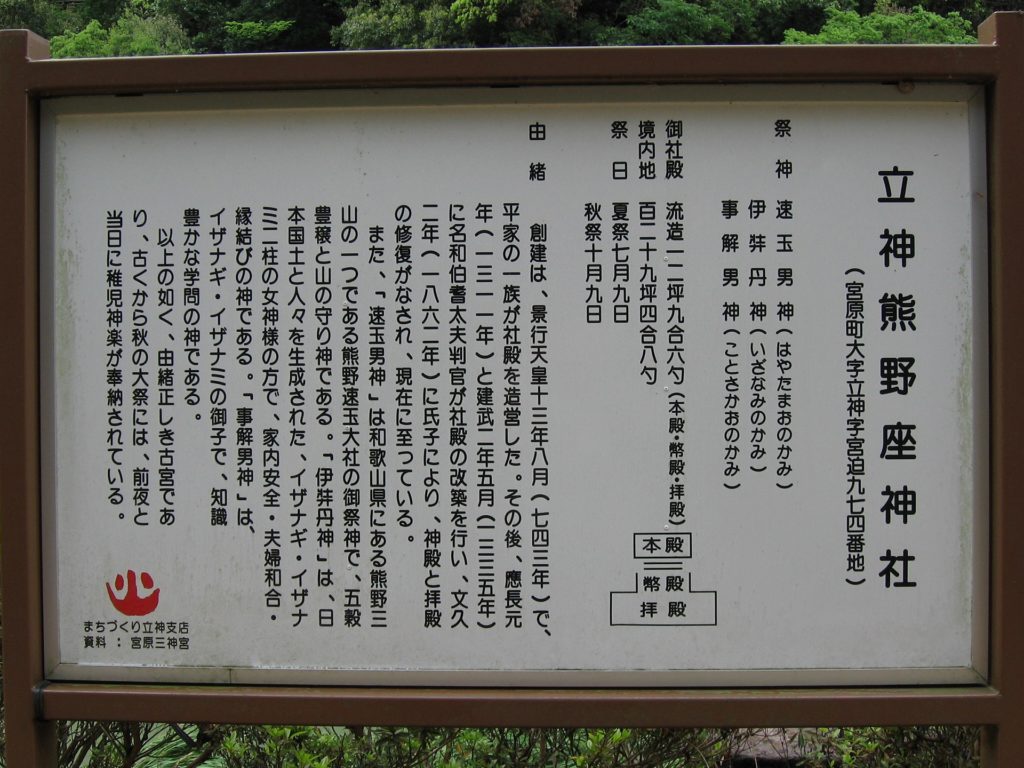 立神熊野座神社
(宮原町大字立神字宮迫九七四番地)
祭神 速玉男神(はやたまおのかみ)
伊弉丹神(いざなみのかみ)
事解男神(ことさかおのかみ)
御社殿 流造一二坪九合六勺(本殿・幣殿・拝殿)
境内地 百二十九坪四合八勺
祭日 夏祭七月九日
秋祭十月九日
本殿
幣殿
拝殿
由緒
創建は、景行天皇十三年八月(七四三年)で、
平家の一族が社殿を造営した。その後、應長元
年(一三一一年)と建武二年五月(一三三五年)
に名和伯耆太夫判官が社殿の改築を行い、文久
二年(一八六二年)に氏子により、神殿と拝殿
の修復がなされ、現在に至っている。
また、「速玉男神」は和歌山県にある熊野三
山の一つである熊野速玉大社の御祭神で、五穀
豊穣と山の守り神である。「伊弉丹神」は、日
本国土と人々を生成された、イザナギ・イザナ
ミ二柱の女神様の方で、家内安全・夫婦和合・
縁結びの神である。「事解男神」は、
イザナギ・イザナミの御子で、知識
豊かな学問の神である。
以上の如く、由緒正しき古宮であ
り、古くから秋の大祭には、前夜と
当日に稚児神楽が奉納されている。
まちづくり立神支店
資料:宮原三神宮